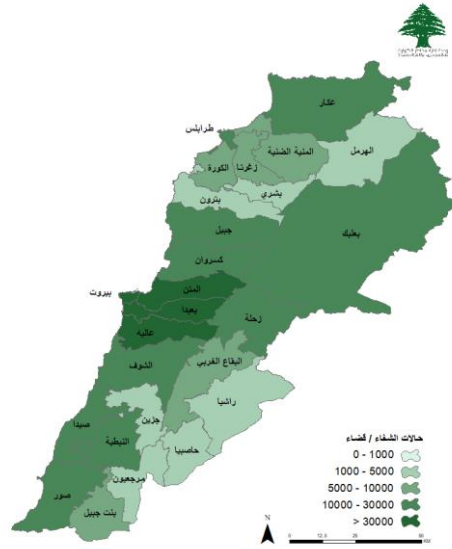 عكار
طرابلس
المنية الضنية
الهرمل
زغرتا
الكورة
بشري
بترون
جبيل
بعلبك
كسروان
المتن
بيروت
بعبدا
زحلة
عاليه
البقاع الغربي
الشوف
راشيا
جزين
صيدا
النبطية
حاصبيا
مرجعيون
صور
بنت جبيل
حالات الشفاء / قضاء
0 - 1000
1000 - 5000
5000 - 10000
10000 - 30000
> 30000